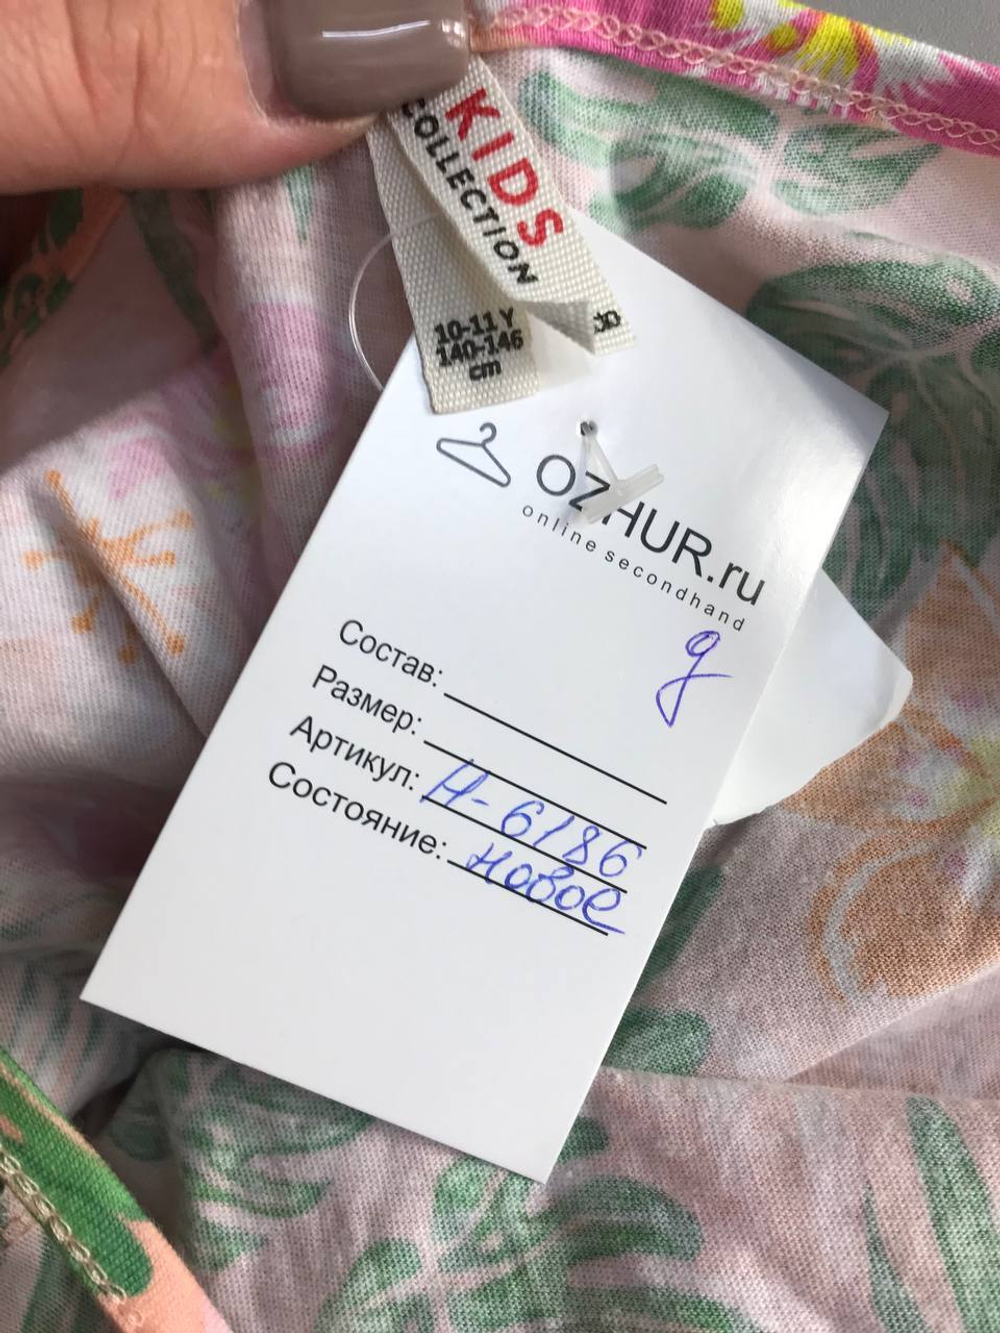 KIDS
COLLECTION
10-11 Y
140-146
cm
OZHUR.ru
online secondhand
д
Состав:
Размер:
Артикул: Н-6186
Состояние: новое